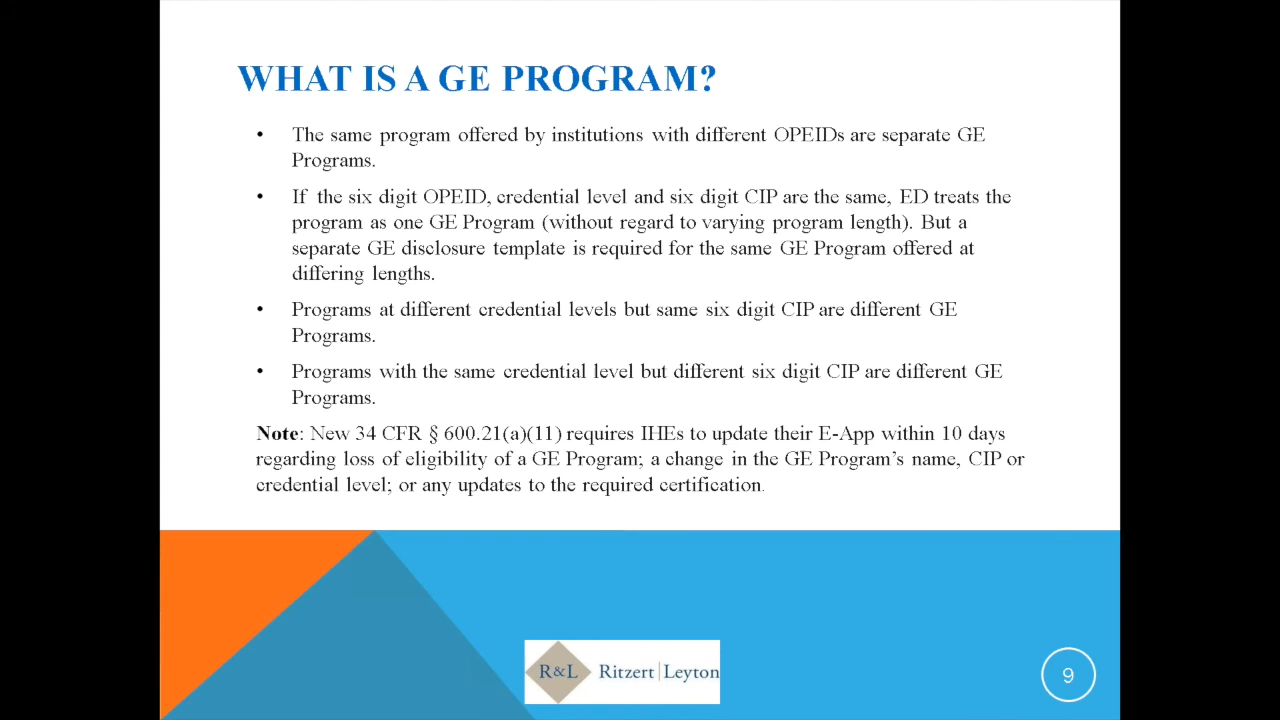 WHAT IS A GE PROGRAM?
• The same program offered by institutions with different OPEIDs are separate GE
Programs.
• If the six digit OPEID, credential level and six digit CIP are the same, ED treats the
program as one GE Program (without regard to varying program length). But a
separate GE disclosure template is required for the same GE Program offered at
differing lengths.
• Programs at different credential levels but same six digit CIP are different GE
Programs.
• Programs with the same credential level but different six digit CIP are different GE
Programs.
Note: New 34 CFR § 600.21(a)(11) requires IHEs to update their E-App within 10 days
regarding loss of eligibility of a GE Program; a change in the GE Program’s name, CIP or
credential level; or any updates to the required certification.
R&L Ritzert|Leyton
9